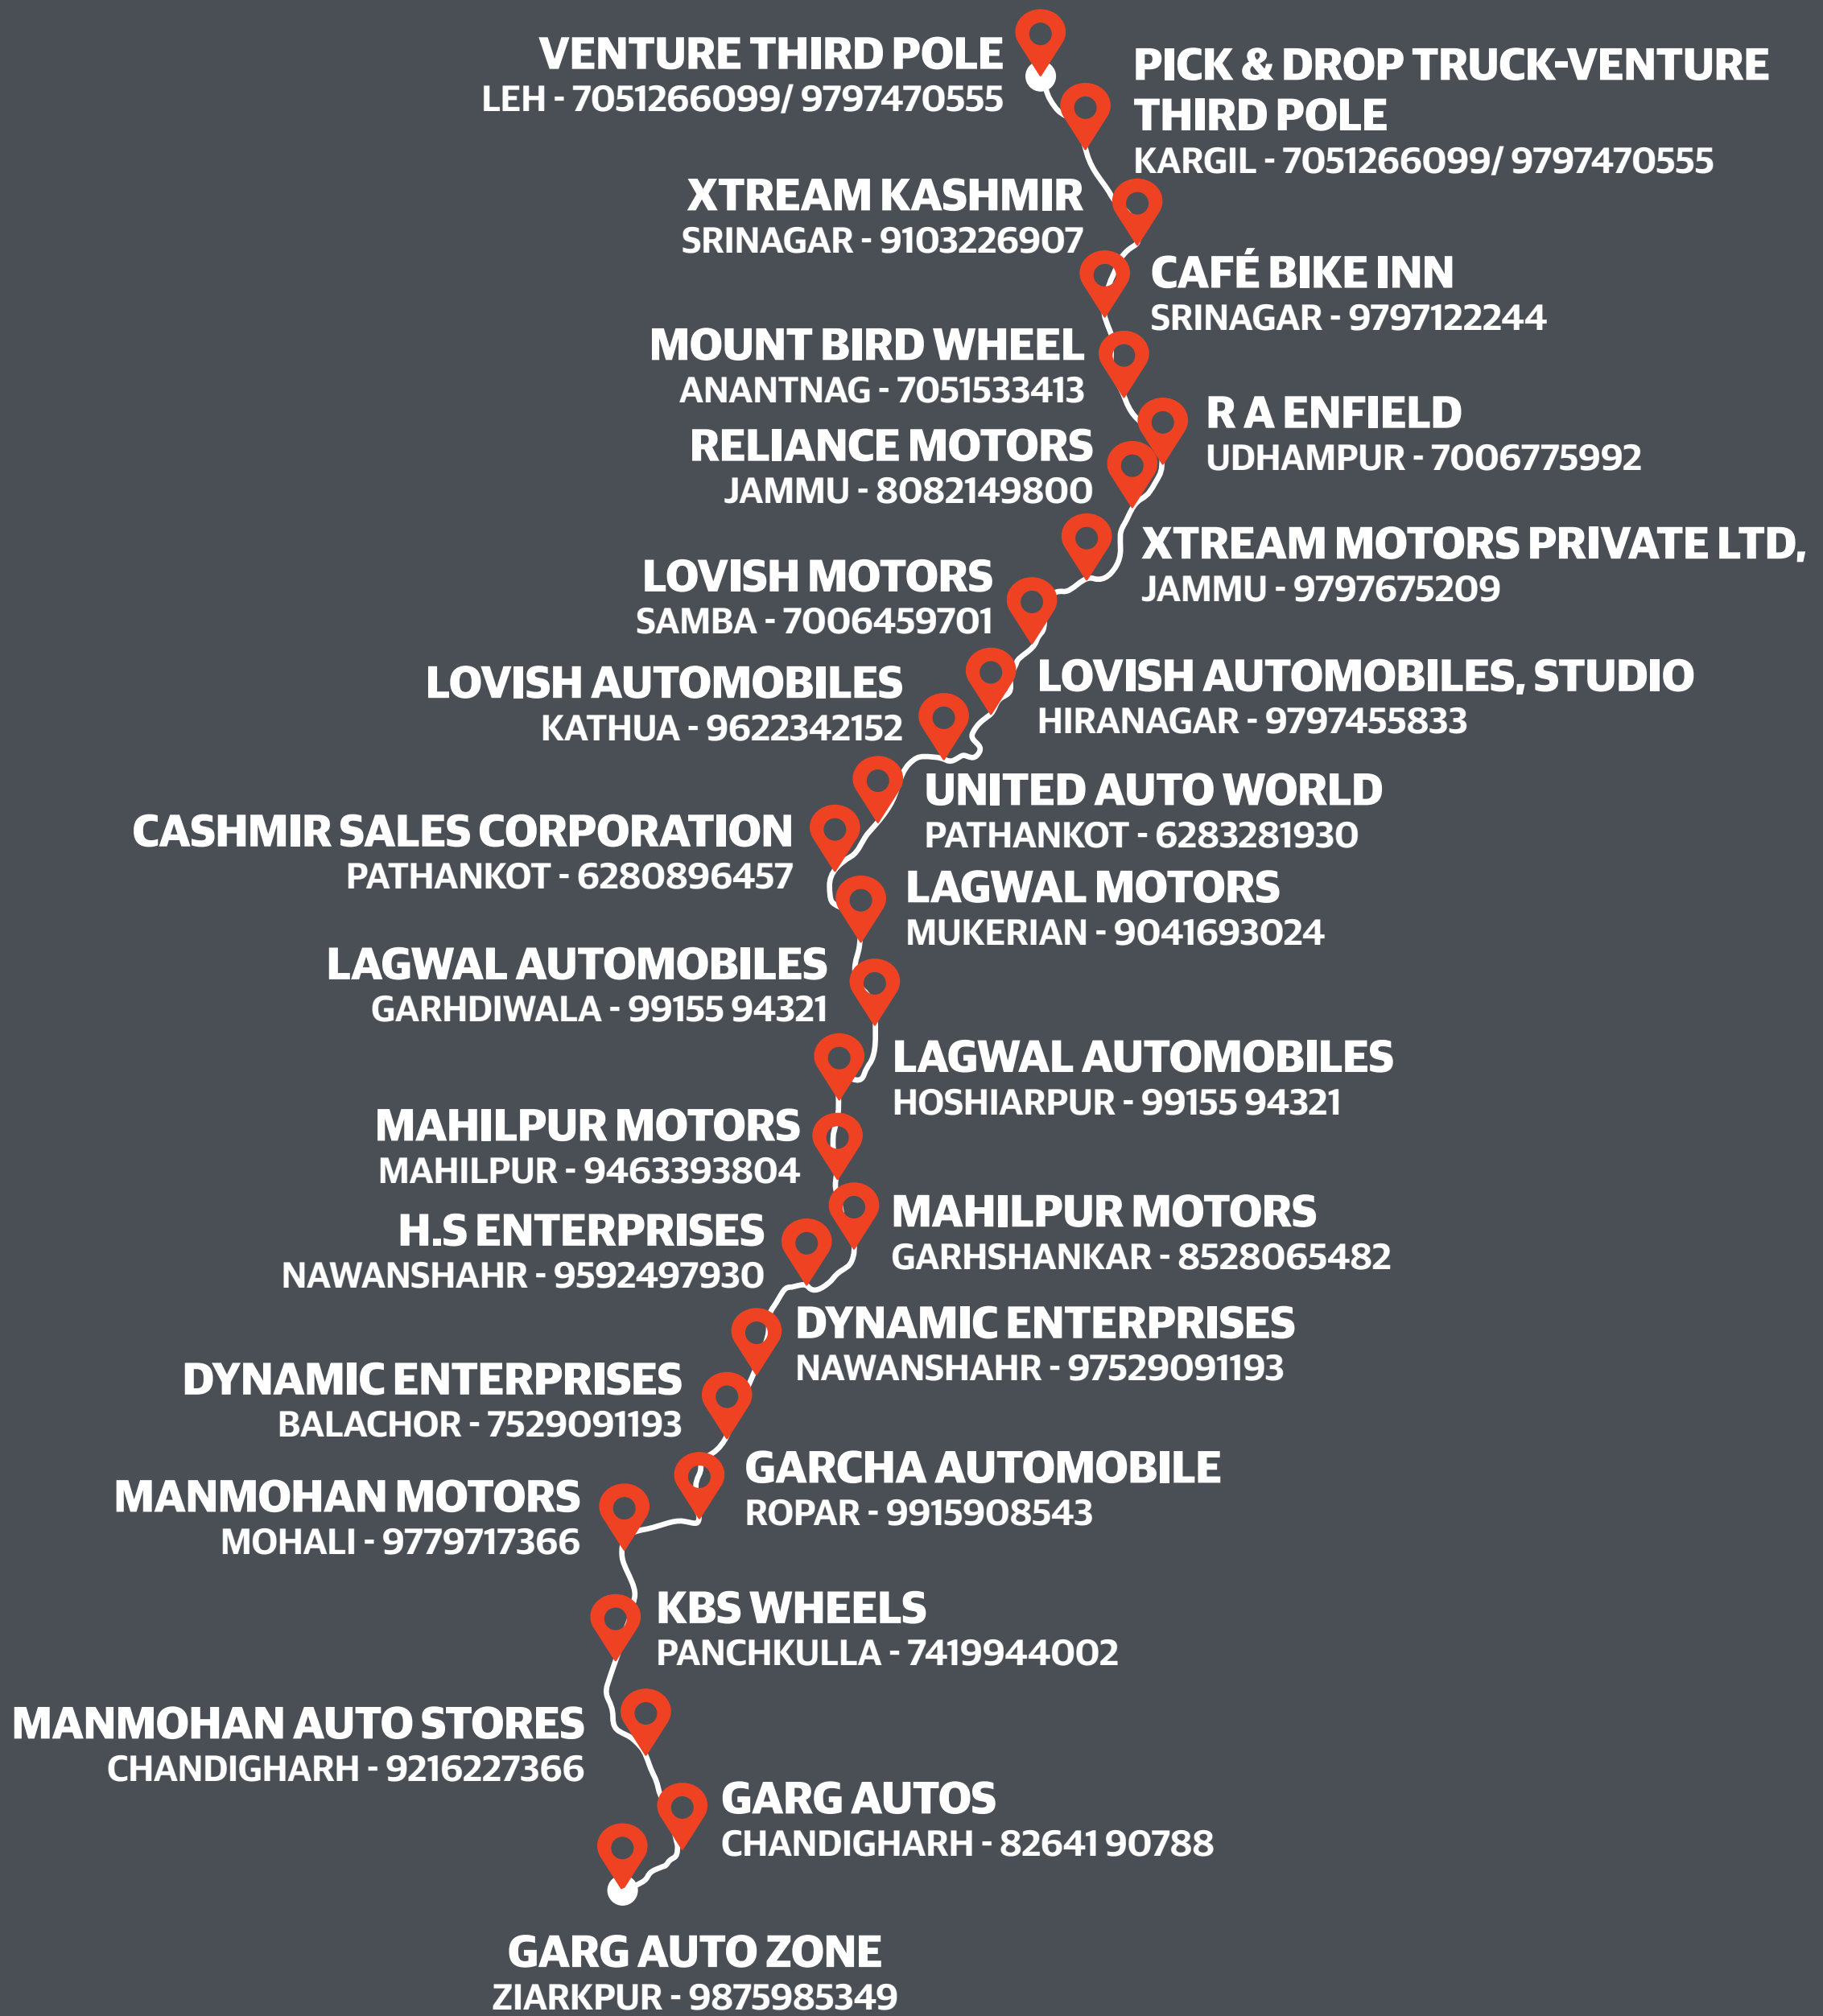 VENTURE THIRD POLE
LEH - 7051266099/ 9797470555
PICK & DROP TRUCK-VENTURE
THIRD POLE
KARGIL - 7051266099/ 9797470555
XTREAM KASHMIR
SRINAGAR - 9103226907
CAFÉ BIKE INN
SRINAGAR - 9797122244
MOUNT BIRD WHEEL
ANANTNAG - 7051533413
R A ENFIELD
UDHAMPUR - 7006775992
RELIANCE MOTORS
JAMMU - 8082149800
XTREAM MOTORS PRIVATE LTD,
JAMMU - 9797675209
LOVISH MOTORS
SAMBA - 7006459701
LOVISH AUTOMOBILES, STUDIO
HIRANAGAR - 9797455833
LOVISH AUTOMOBILES
KATHUA - 9622342152
UNITED AUTO WORLD
PATHANKOT - 6283281930
CASHMIR SALES CORPORATION
PATHANKOT - 6280896457
LAGWAL MOTORS
MUKERIAN - 9041693024
LAGWAL AUTOMOBILES
GARHDIWALA - 99155 94321
LAGWAL AUTOMOBILES
HOSHIARPUR - 99155 94321
MAHILPUR MOTORS
MAHILPUR - 9463393804
MAHILPUR MOTORS
GARHSHANKAR - 8528065482
H.S ENTERPRISES
NAWANSHAHR - 9592497930
DYNAMIC ENTERPRISES
NAWANSHAHR - 97529091193
DYNAMIC ENTERPRISES
BALACHOR - 7529091193
GARCHA AUTOMOBILE
ROPAR - 9915908543
MANMOHAN MOTORS
MOHALI - 9779717366
KBS WHEELS
PANCHKULLA - 7419944002
MANMOHAN AUTO STORES
CHANDIGHARH - 9216227366
GARG AUTOS
CHANDIGHARH - 82641 90788
GARG AUTO ZONE
ZIARKPUR - 9875985349